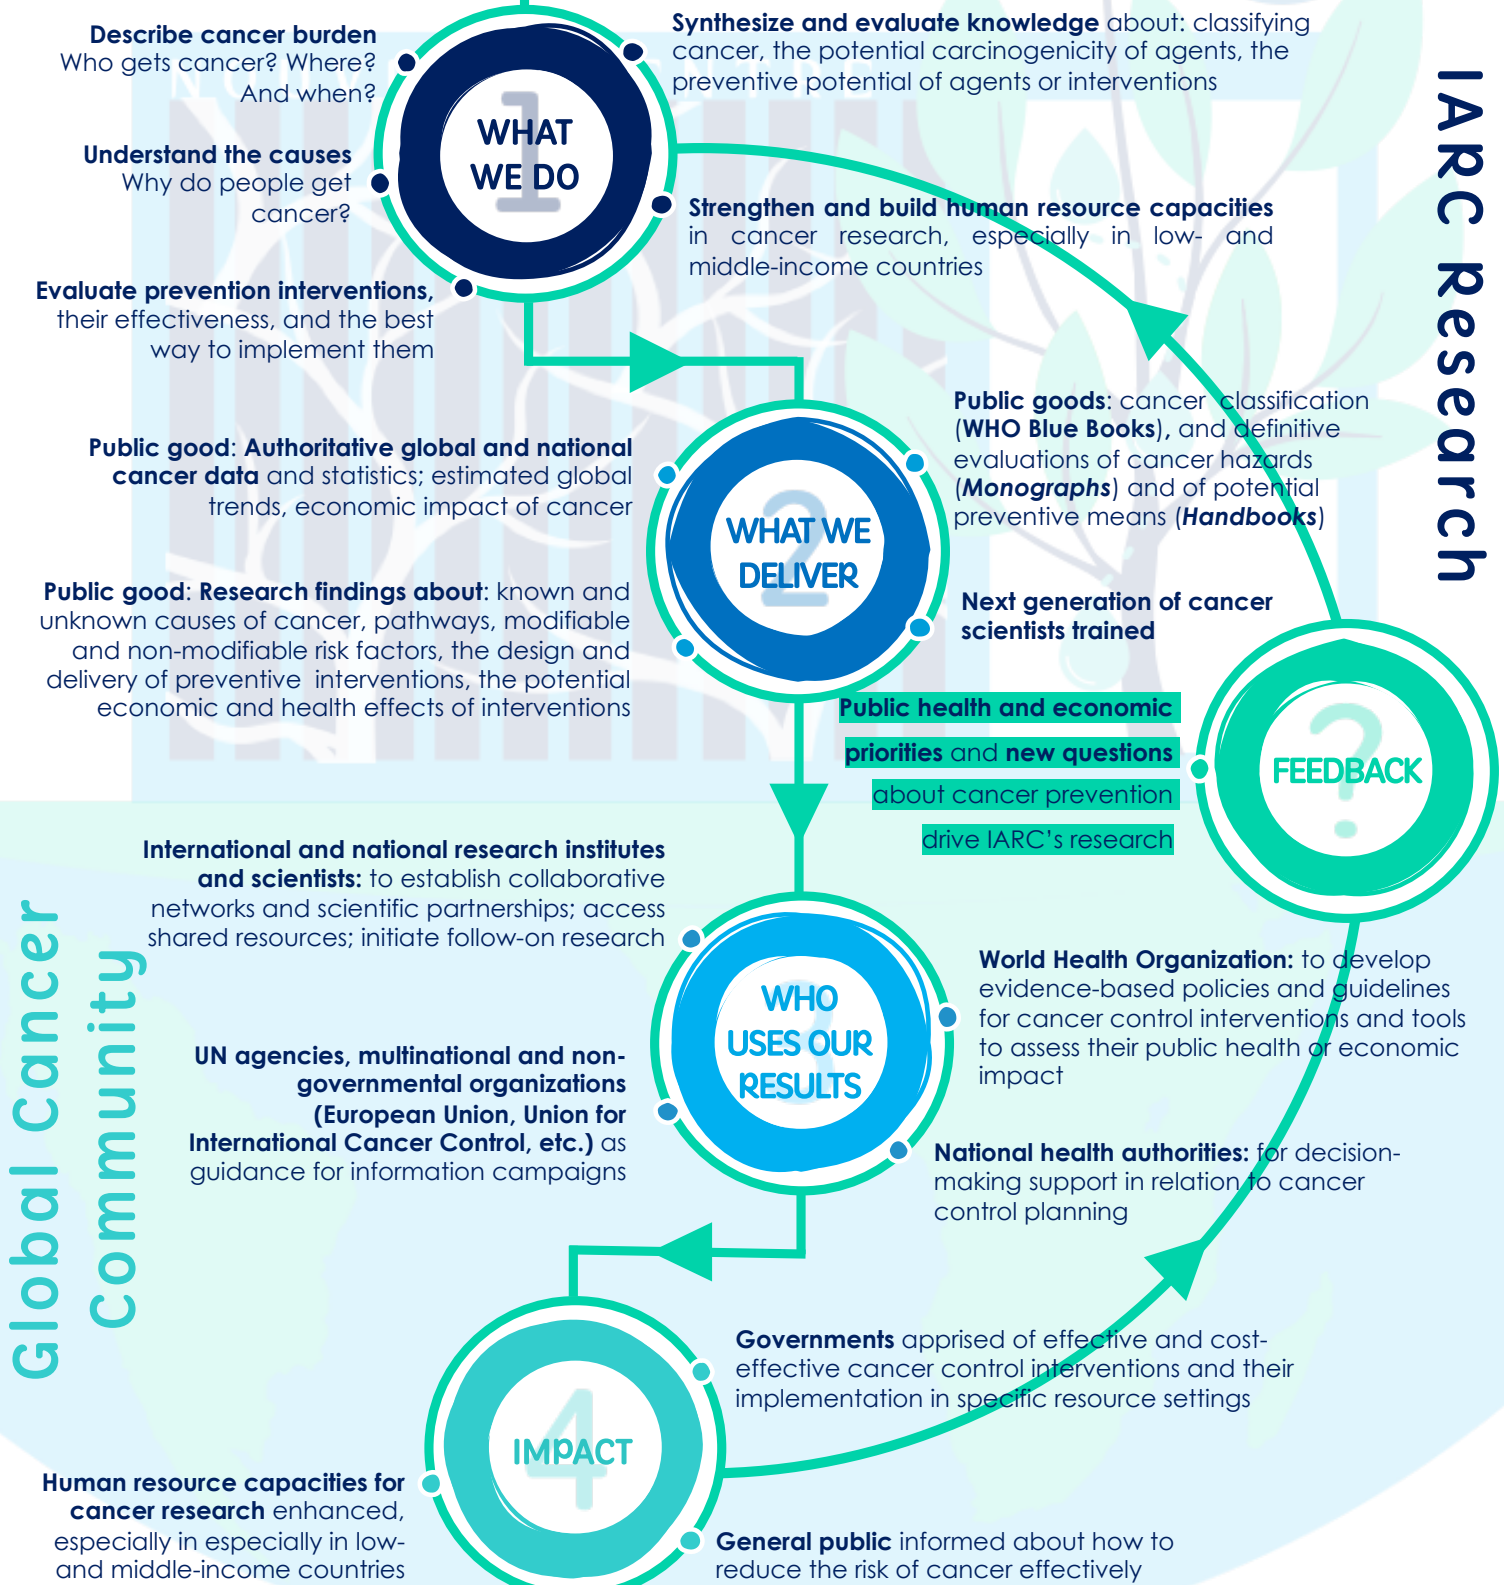 Describe cancer burden
Who gets cancer? Where?
And when?
Understand the causes
Why do people get
cancer?
Evaluate prevention interventions,
their effectiveness, and the best
way to implement them
1
WHAT
WE DO
Synthesize and evaluate knowledge about: classifying
cancer, the potential carcinogenicity of agents, the
preventive potential of agents or interventions
Strengthen and build human resource capacities
in cancer research, especially in low- and
middle-income countries
IARC Research
Public good: Authoritative global and national
cancer data and statistics; estimated global
trends, economic impact of cancer
Public good: Research findings about: known and
unknown causes of cancer, pathways, modifiable
and non-modifiable risk factors, the design and
delivery of preventive interventions, the potential
economic and health effects of interventions
2
WHAT WE
DELIVER
Public goods: cancer classification
(WHO Blue Books), and definitive
evaluations of cancer hazards
(Monographs) and of potential
preventive means (Handbooks)
Next generation of cancer
scientists trained
Public health and economic
priorities and new questions
about cancer prevention
drive IARC's research
?
FEEDBACK
Global Cancer
Community
International and national research institutes
and scientists: to establish collaborative
networks and scientific partnerships; access
shared resources; initiate follow-on research
UN agencies, multinational and non-
governmental organizations
(European Union, Union for
International Cancer Control, etc.) as
guidance for information campaigns
3
WHO
USES OUR
RESULTS
World Health Organization: to develop
evidence-based policies and guidelines
for cancer control interventions and tools
to assess their public health or economic
impact
National health authorities: for decision-
making support in relation to cancer
control planning
4
IMPACT
Human resource capacities for
cancer research enhanced,
especially in especially in low-
and middle-income countries
Governments apprised of effective and cost-
effective cancer control interventions and their
implementation in specific resource settings
General public informed about how to
reduce the risk of cancer effectively